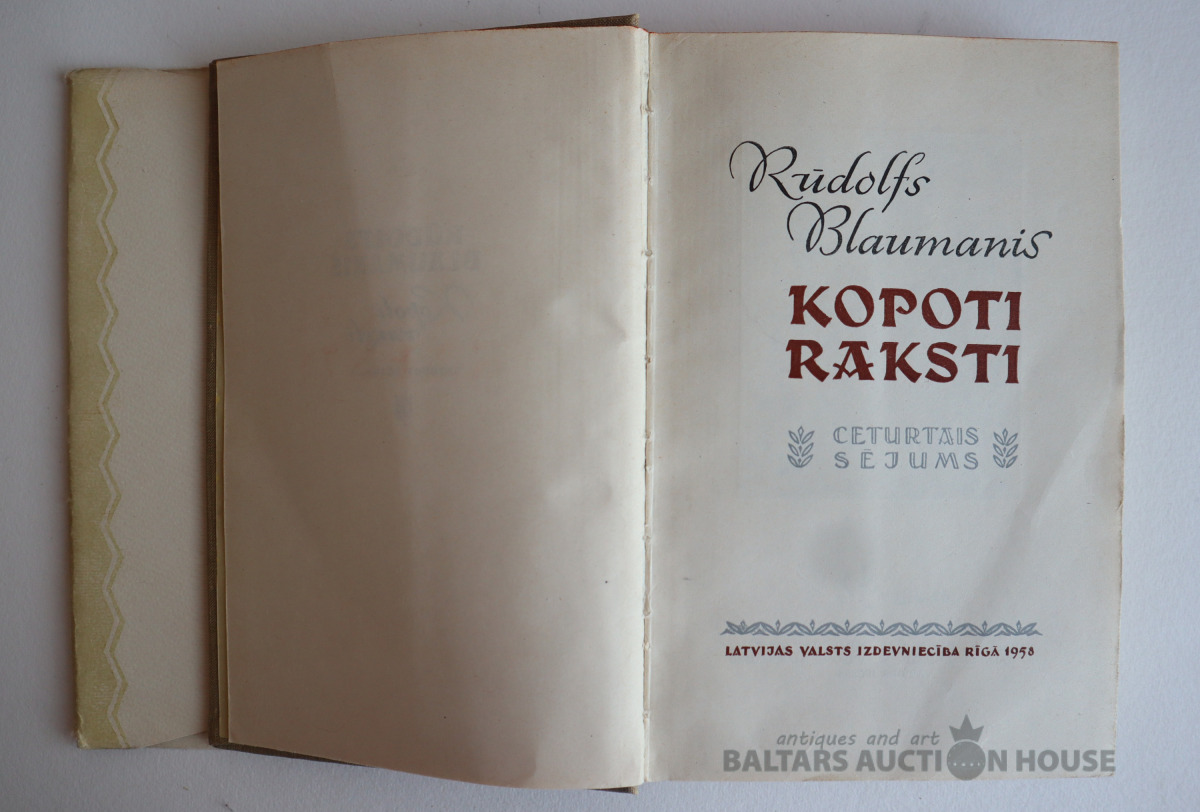 Rūdolfs
Blaumanis
KOPOTI
RAKSTI
CETURTAIS
SĒJUMS
LATVIJAS VALSTS IZDEVNIECĪBA RĪGĀ 1958
antiques and art
BALTARS AUCTION HOUSE